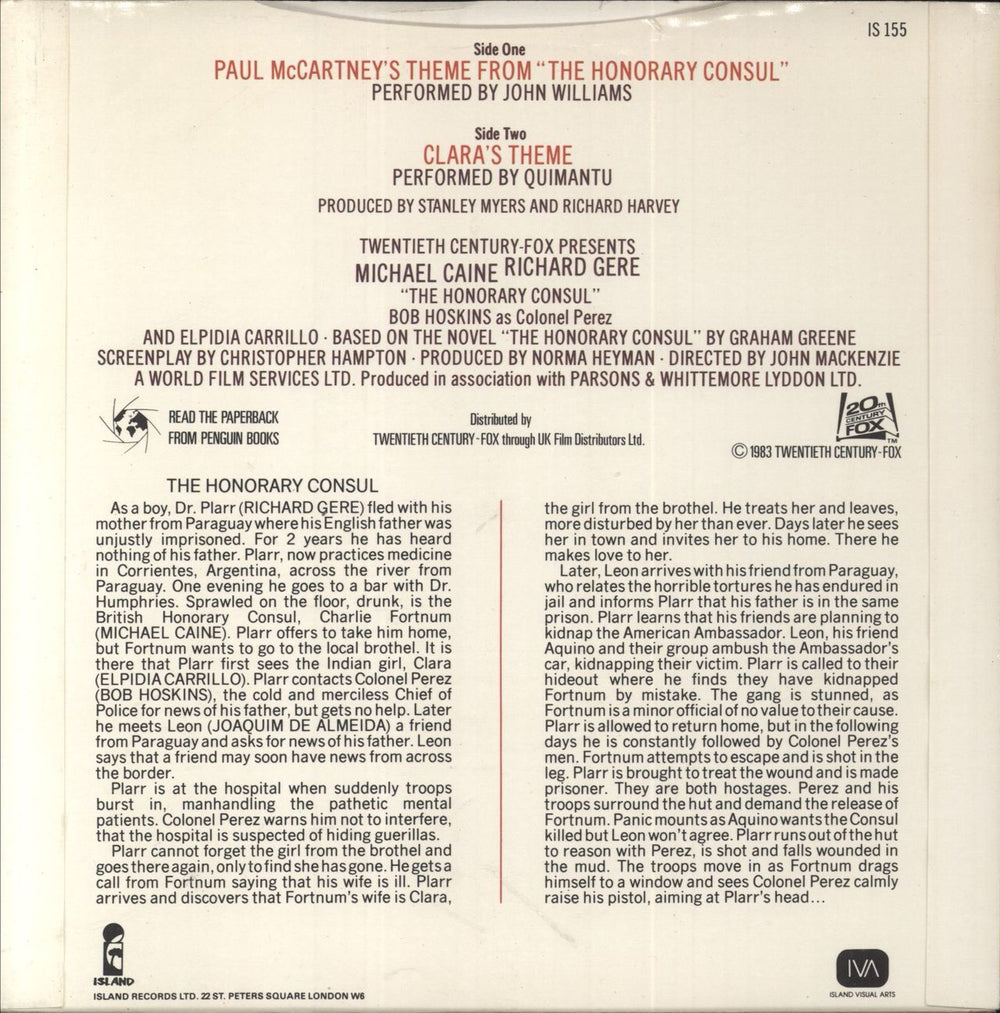 IS 155
Side One
PAUL McCARTNEY'S THEME FROM "THE HONORARY CONSUL"
PERFORMED BY JOHN WILLIAMS
Side Two
CLARA'S THEME
PERFORMED BY QUIMANTU
PRODUCED BY STANLEY MYERS AND RICHARD HARVEY
TWENTIETH CENTURY-FOX PRESENTS
MICHAEL CAINE RICHARD GERE
"THE HONORARY CONSUL"
BOB HOSKINS as Colonel Perez
AND ELPIDIA CARRILLO · BASED ON THE NOVEL "THE HONORARY CONSUL" BY GRAHAM GREENE
SCREENPLAY BY CHRISTOPHER HAMPTON · PRODUCED BY NORMA HEYMAN · DIRECTED BY JOHN MACKENZIE
A WORLD FILM SERVICES LTD. Produced in association with PARSONS & WHITTEMORE LYDDON LTD.
READ THE PAPERBACK
FROM PENGUIN BOOKS
Distributed by
TWENTIETH CENTURY-FOX through UK Film Distributors Ltd.
20th
CENTURY
FOX
TM
© 1983 TWENTIETH CENTURY-FOX
THE HONORARY CONSUL
As a boy, Dr. Plarr (RICHARD GERE) fled with his
mother from Paraguay where his English father was
unjustly imprisoned. For 2 years he has heard
nothing of his father. Plarr, now practices medicine
in Corrientes, Argentina, across the river from
Paraguay. One evening he goes to a bar with Dr.
Humphries. Sprawled on the floor, drunk, is the
British Honorary Consul, Charlie Fortnum
(MICHAEL CAINE). Plarr offers to take him home,
but Fortnum wants to go to the local brothel. It is
there that Plarr first sees the Indian girl, Clara
(ELPIDIA CARRILLO). Plarr contacts Colonel Perez
(BOB HOSKINS), the cold and merciless Chief of
Police for news of his father, but gets no help. Later
he meets Leon (JOAQUIM DE ALMEIDA) a friend
from Paraguay and asks for news of his father. Leon
says that a friend may soon have news from across
the border.
Plarr is at the hospital when suddenly troops
burst in, manhandling the pathetic mental
patients. Colonel Perez warns him not to interfere,
that the hospital is suspected of hiding guerillas.
Plarr cannot forget the girl from the brothel and
goes there again, only to find she has gone. He gets a
call from Fortnum saying that his wife is ill. Plarr
arrives and discovers that Fortnum's wife is Clara,
the girl from the brothel. He treats her and leaves,
more disturbed by her than ever. Days later he sees
her in town and invites her to his home. There he
makes love to her.
Later, Leon arrives with his friend from Paraguay,
who relates the horrible tortures he has endured in
jail and informs Plarr that his father is in the same
prison. Plarr learns that his friends are planning to
kidnap the American Ambassador. Leon, his friend
Aquino and their group ambush the Ambassador's
car, kidnapping their victim. Plarr is called to their
hideout where he finds they have kidnapped
Fortnum by mistake. The gang is stunned, as
Fortnum is a minor official of no value to their cause.
Plarr is allowed to return home, but in the following
days he is constantly followed by Colonel Perez's
men. Fortnum attempts to escape and is shot in the
leg. Plarr is brought to treat the wound and is made
prisoner. They are both hostages. Perez and his
troops surround the hut and demand the release of
Fortnum. Panic mounts as Aquino wants the Consul
killed but Leon won't agree. Plarr runs out of the hut
to reason with Perez, is shot and falls wounded in
the mud. The troops move in as Fortnum drags
himself to a window and sees Colonel Perez calmly
raise his pistol, aiming at Plarr's head...
ISLAND
ISLAND RECORDS LTD. 22 ST. PETERS SQUARE LONDON W6
IVA
ISLAND VISUAL ARTS